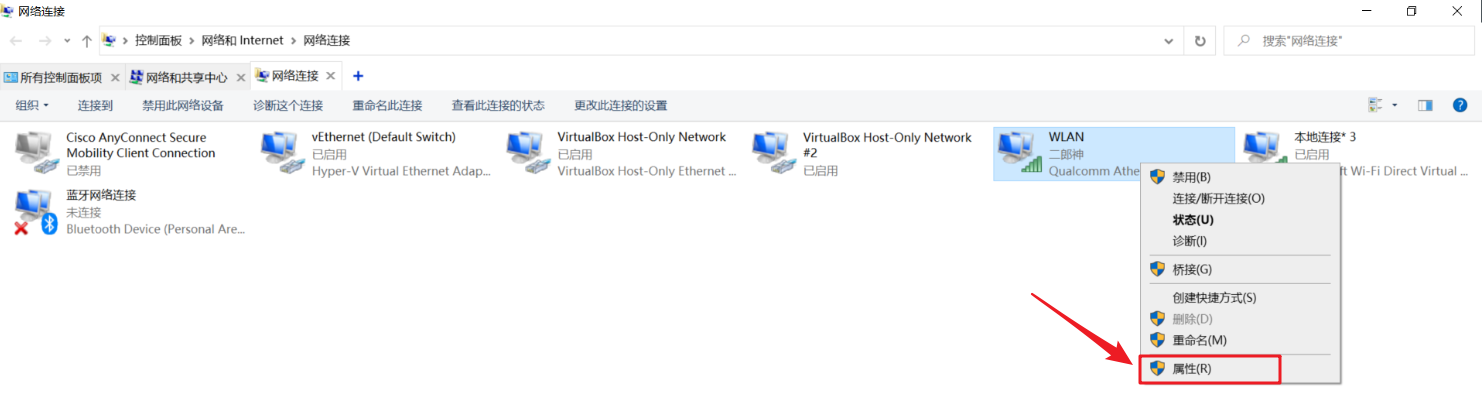 网络连接
控制面板 › 网络和 Internet › 网络连接
搜索"网络连接"
所有控制面板项
网络和共享中心
网络连接
组织
连接到
禁用此网络设备
诊断这个连接
重命名此连接
查看此连接的状态
更改此连接的设置
Cisco AnyConnect Secure
Mobility Client Connection
已禁用
vEthernet (Default Switch)
已启用
Hyper-V Virtual Ethernet Adap...
VirtualBox Host-Only Network
已启用
VirtualBox Host-Only Ethernet ...
VirtualBox Host-Only Network
#2
已启用
WLAN
二郎神
Qualcomm Athe
本地连接* 3
已启用
ft Wi-Fi Direct Virtual ...
蓝牙网络连接
未连接
Bluetooth Device (Personal Are...
禁用(B)
连接/断开连接(O)
状态(U)
诊断(I)
桥接(G)
创建快捷方式(S)
删除(D)
重命名(M)
属性(R)